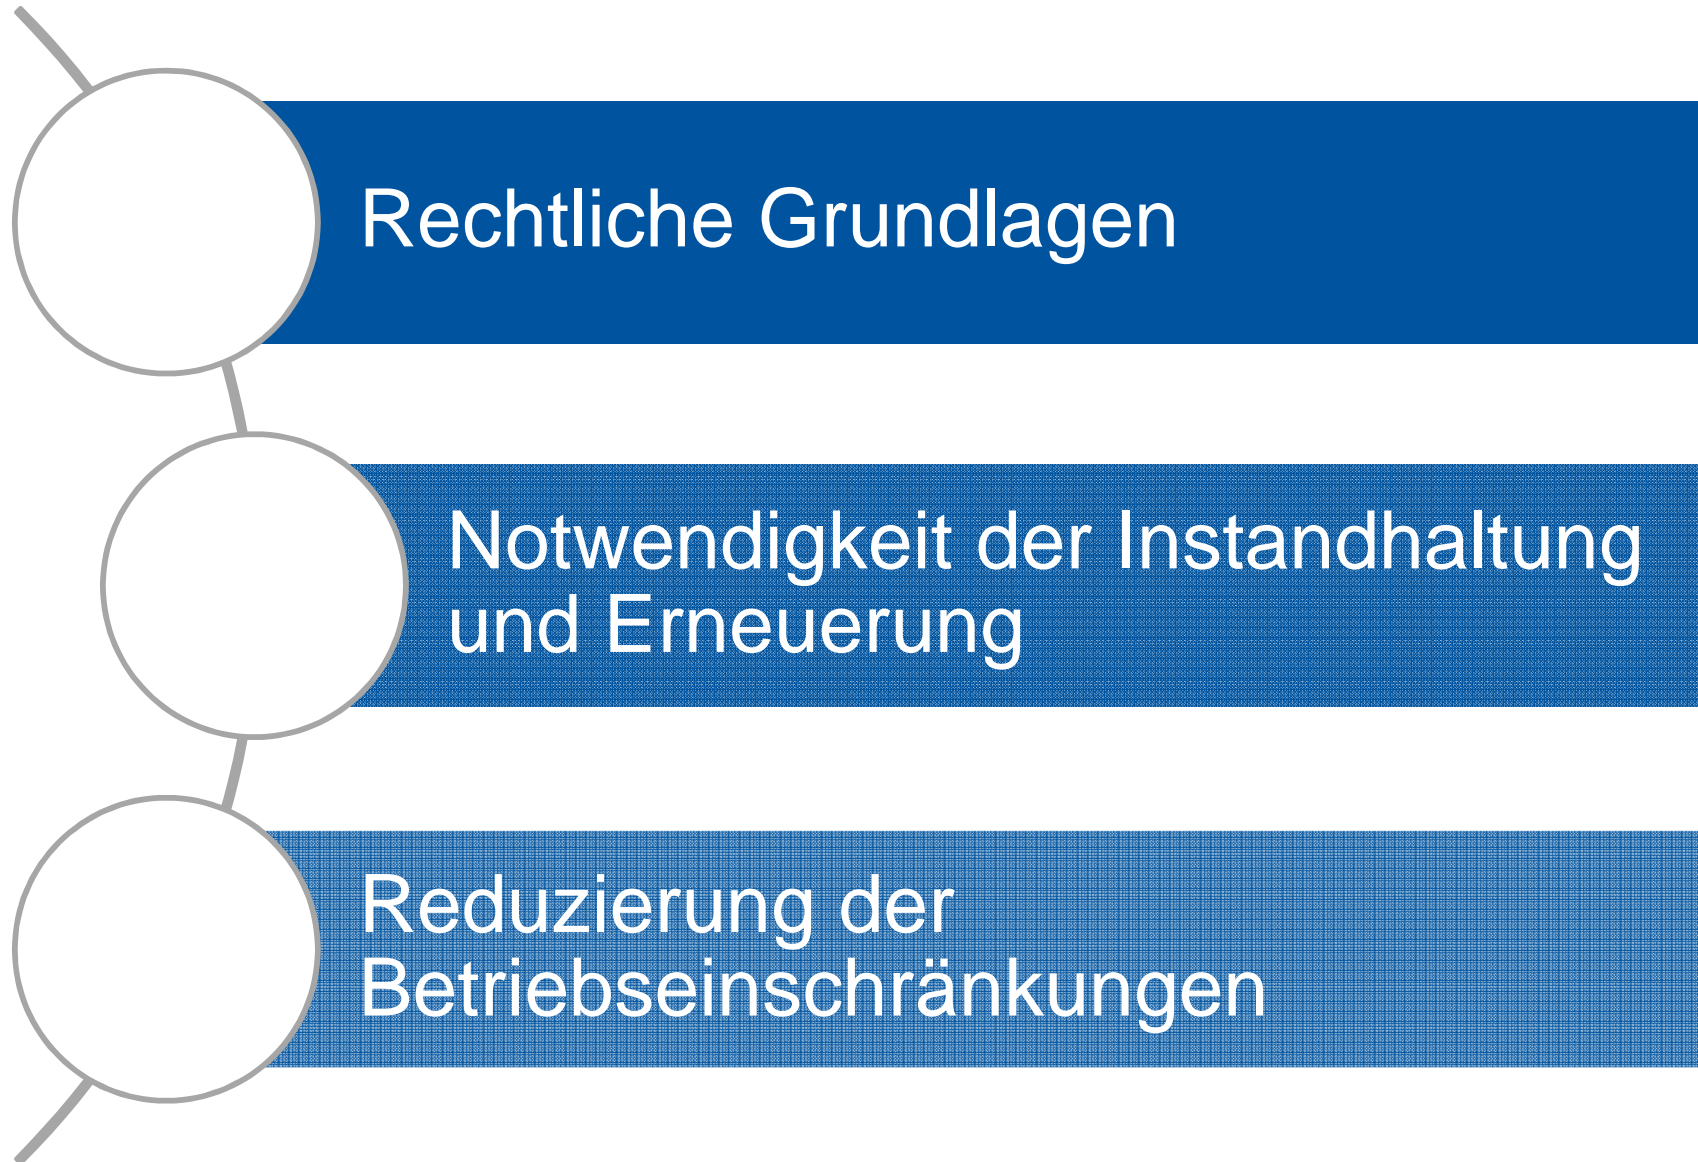 Rechtliche Grundlagen
Notwendigkeit der Instandhaltung
und Erneuerung
Reduzierung der
Betriebseinschränkungen